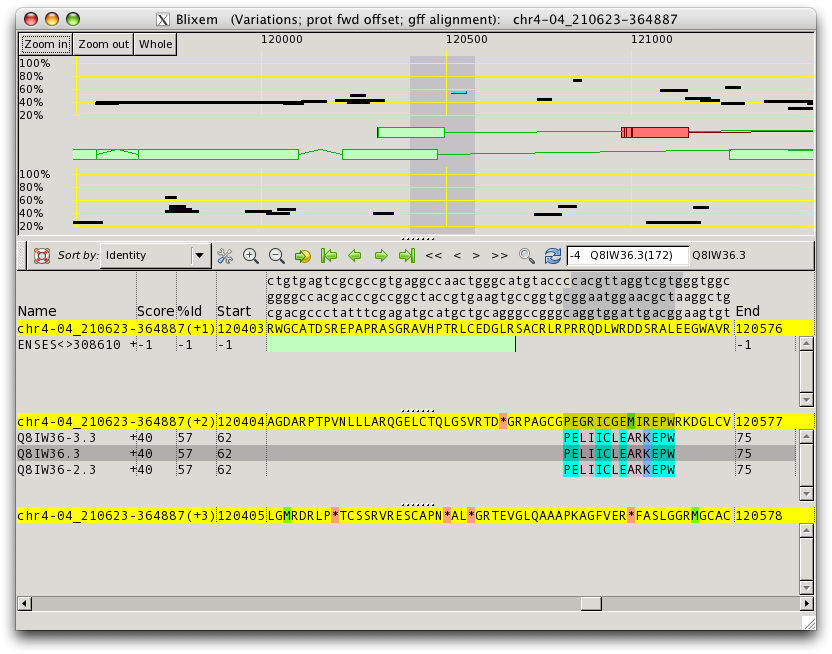 Blixem (Variations; prot fwd offset; gff alignment): chr4-04_210623-364887
Zoom in Zoom out Whole 120000 120500 121000
100%
80%
60%
40%
20%
100%
80%
60%
40%
20%
Sort by: Identity << < > >> -4 Q8IW36.3(172) Q8IW36.3
ctgtgagtcgcgccgtgaggccaactgggcatgtaccccacgttaggtcgtgggtggc
ggggccacgacccgccggctaccgtgaagtgccggtgcggaatggaacgctaaggctg
Name Score %Id Start cgacgccctatttcgagatgcatgctgcagggccgggcaggtggattgacggaagtgt End
chr4-04_210623-364887(+1) 120403 RWGCATDSREPAPRASGRAVHPTRLCEDGLRSACRLRPRRQDLWRDDSRALEEGWAVR 120576
ENSES<>308610 +-1 -1 -1 -1
chr4-04_210623-364887(+2) 120404 AGDARPTPVNLLLARQGELCTQLGSVRTD*GRPAGCGPEGRICGEMIREPWRKDGLCV 120577
Q8IW36-3.3 +40 57 62 PELIICLEARKEPW 75
Q8IW36.3 +40 57 62 PELIICLEARKEPW 75
Q8IW36-2.3 +40 57 62 PELIICLEARKEPW 75
chr4-04_210623-364887(+3) 120405 LGMRDRLP*TCSSRVRESCAPN*AL*GRTEVGLQAAAPKAGFVER*FASLGGRMGCAC 120578